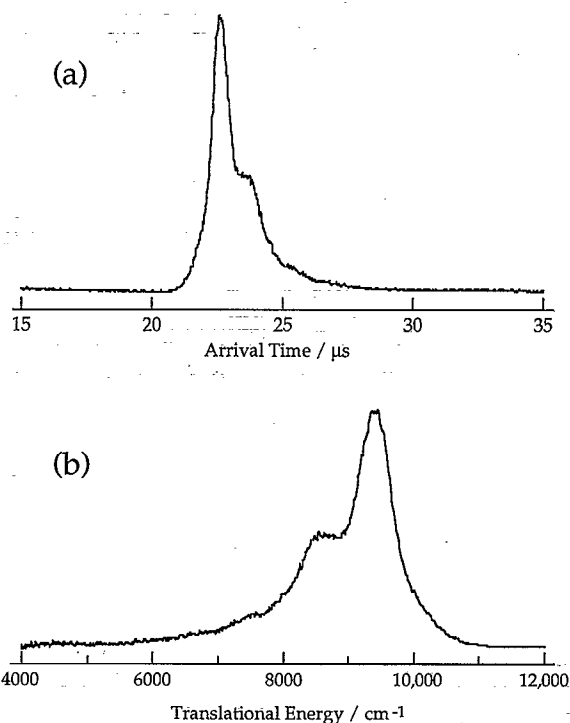 (a)
15 20 25 30 35
Arrival Time / μs
(b)
4000 6000 8000 10,000 12,000
Translational Energy / cm-1